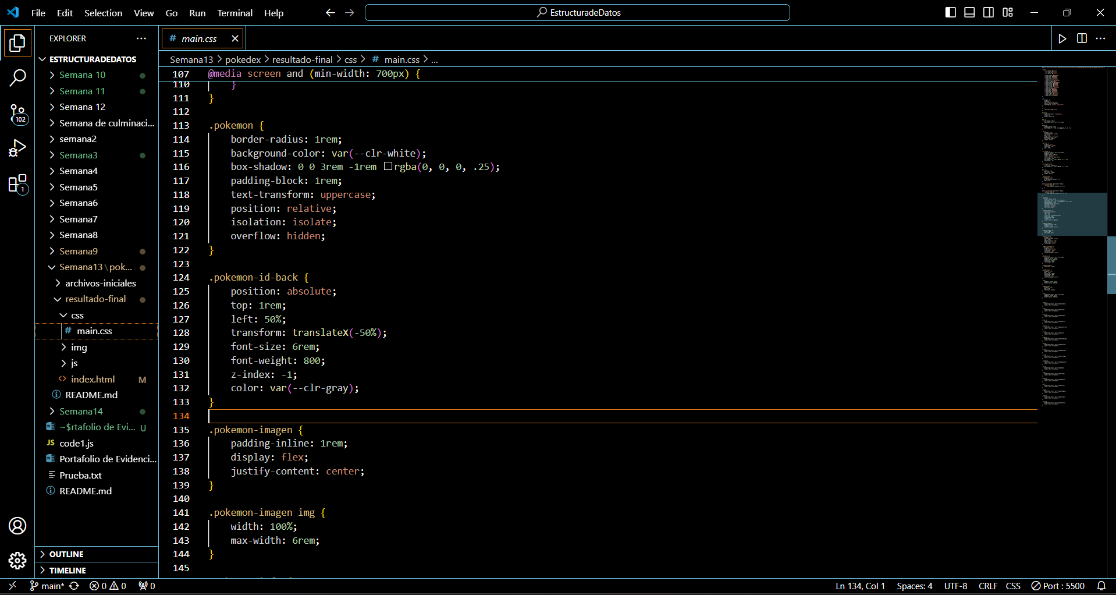 File Edit Selection View Go Run Terminal Help
EstructuradeDatos
EXPLORER
ESTRUCTURADEDATOS
Semana 10
Semana 11
Semana 12
Semana de culminaci...
semana2
Semana3
Semana4
Semana5
Semana6
Semana7
Semana8
Semana9
Semana13 \ pok...
archivos-iniciales
resultado-final
css
# main.css
img
js
<> index.html M
README.md
Semana14
~$rtafolio de Evi... U
JS code1.js
Portafolio de Evidenci...
Prueba.txt
README.md
OUTLINE
TIMELINE
102
1
# main.css
Semana13 > pokedex > resultado-final > css > # main.css > ...
107 @media screen and (min-width: 700px) {
110 }
111 }
112
113 .pokemon {
114 border-radius: 1rem;
115 background-color: var(--clr-white);
116 box-shadow: 0 0 3rem -1rem rgba(0, 0, 0, .25);
117 padding-block: 1rem;
118 text-transform: uppercase;
119 position: relative;
120 isolation: isolate;
121 overflow: hidden;
122 }
123
124 .pokemon-id-back {
125 position: absolute;
126 top: 1rem;
127 left: 50%;
128 transform: translateX(-50%);
129 font-size: 6rem;
130 font-weight: 800;
131 z-index: -1;
132 color: var(--clr-gray);
133 }
134
135 .pokemon-imagen {
136 padding-inline: 1rem;
137 display: flex;
138 justify-content: center;
139 }
140
141 .pokemon-imagen img {
142 width: 100%;
143 max-width: 6rem;
144 }
145
main* 0 0 0
Ln 134, Col 1 Spaces: 4 UTF-8 CRLF CSS Port : 5500